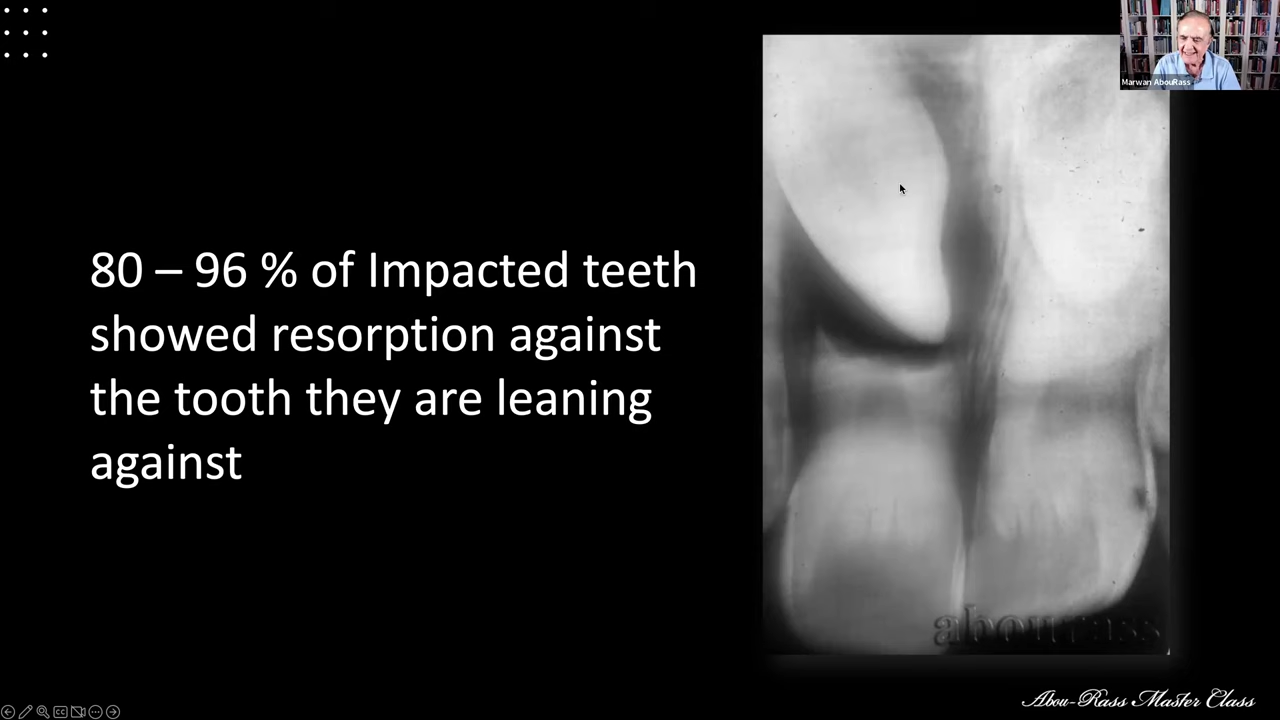 Marwan AbouRass
80 – 96 % of Impacted teeth
showed resorption against
the tooth they are leaning
against
abourass
Abou-Rass Master Class